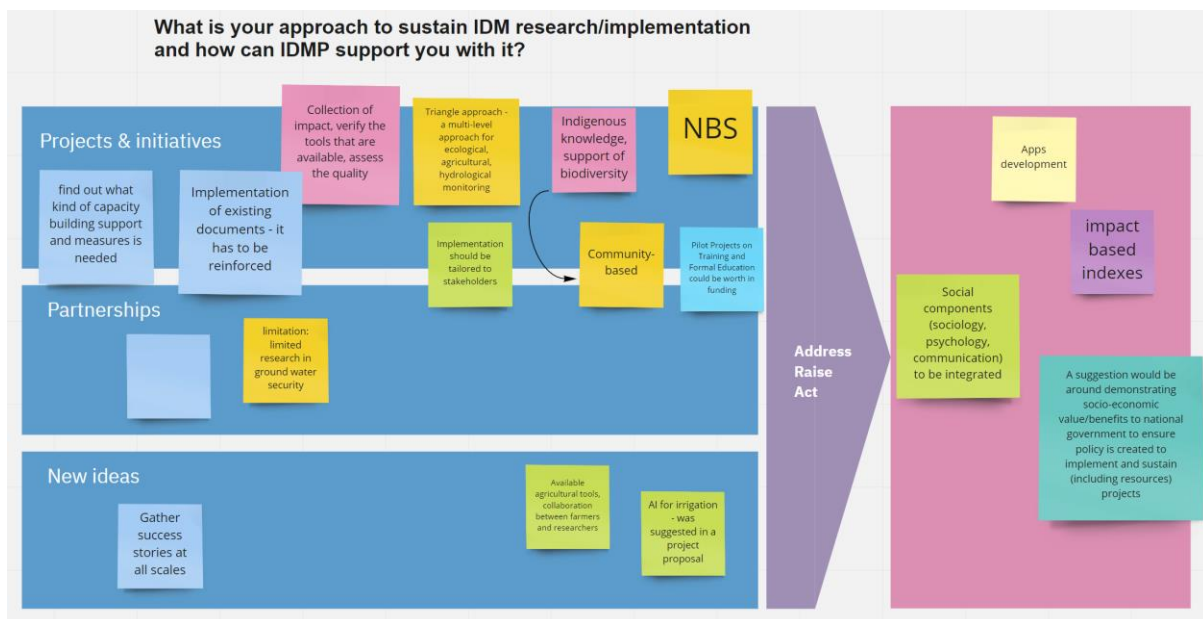 What is your approach to sustain IDM research/implementation
and how can IDMP support you with it?
Projects & initiatives
find out what
kind of capacity
building support
and measures is
needed
Implementation
of existing
documents - it
has to be
reinforced
Collection of
impact, verify the
tools that are
available, assess
the quality
Triangle approach -
a multi-level
approach for
ecological,
agricultural,
hydrological
monitoring
Indigenous
knowledge,
support of
biodiversity
NBS
Implementation
should be
tailored to
stakeholders
Community-
based
Pilot Projects on
Training and
Formal Education
could be worth in
funding
Partnerships
limitation:
limited
research in
ground water
security
New ideas
Gather
success
stories at
all scales
Available
agricultural tools,
collaboration
between farmers
and researchers
AI for irrigation
- was
suggested in a
project
proposal
Address
Raise
Act
Apps
development
impact
based
indexes
Social
components
(sociology,
psychology,
communication)
to be integrated
A suggestion would be
around demonstrating
socio-economic
value/benefits to national
government to ensure
policy is created to
implement and sustain
(including resources)
projects